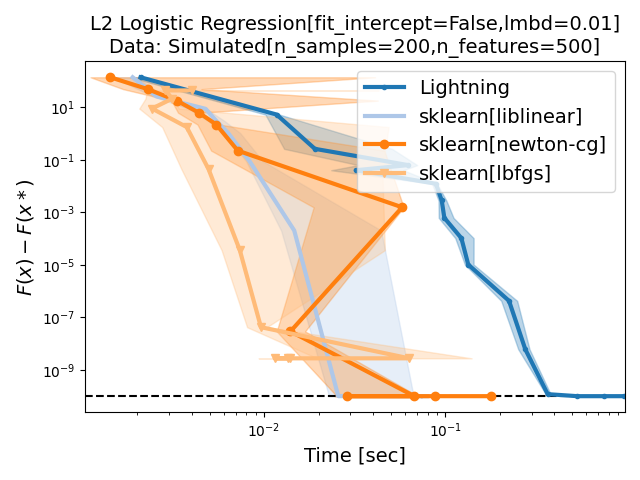 L2 Logistic Regression[fit_intercept=False,lmbd=0.01]
Data: Simulated[n_samples=200,n_features=500]
Lightning
sklearn[liblinear]
sklearn[newton-cg]
sklearn[lbfgs]
F(x) − F(x*)
10¹
10⁻¹
10⁻³
10⁻⁵
10⁻⁷
10⁻⁹
10⁻²
10⁻¹
Time [sec]